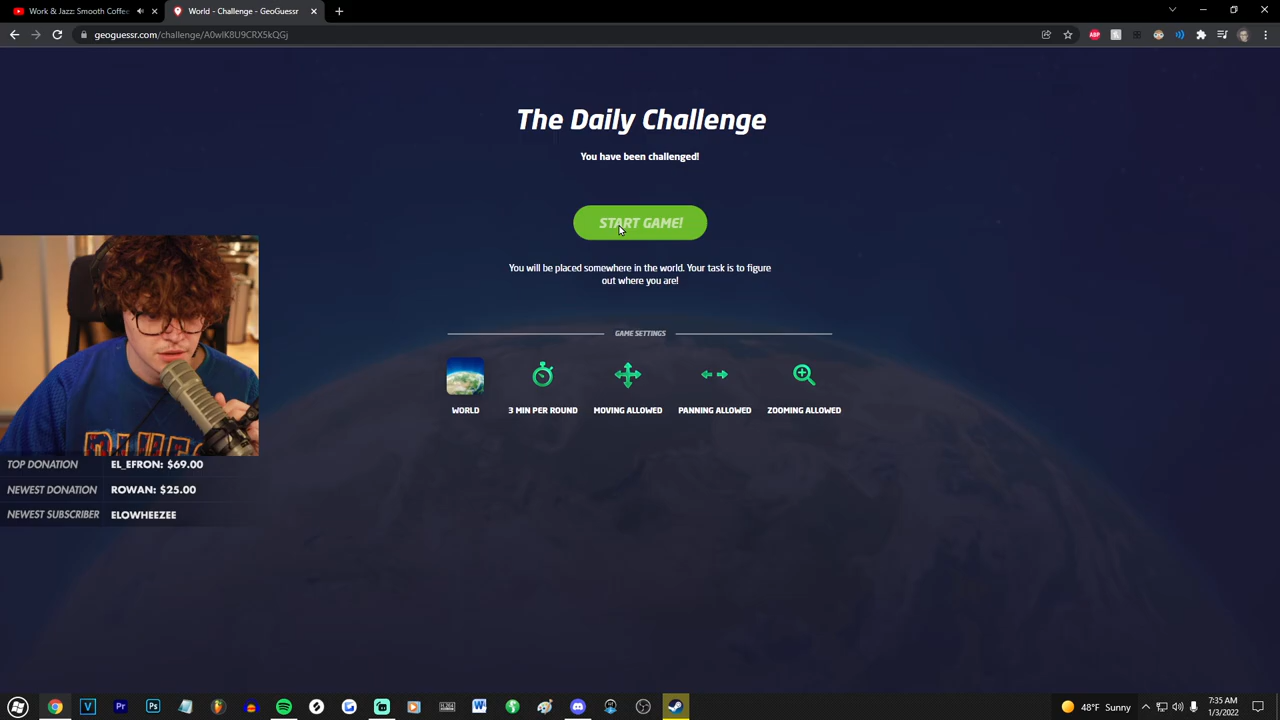 Work & Jazz: Smooth Coffee
World - Challenge - GeoGuessr
geoguessr.com/challenge/A0wIK8U9CRX5kQGj
ABP
The Daily Challenge
You have been challenged!
START GAME!
You will be placed somewhere in the world. Your task is to figure
out where you are!
GAME SETTINGS
WORLD
3 MIN PER ROUND
MOVING ALLOWED
PANNING ALLOWED
ZOOMING ALLOWED
TOP DONATION EL_EFRON: $69.00
NEWEST DONATION ROWAN: $25.00
NEWEST SUBSCRIBER ELOWHEEZEE
V
Pr
Ps
W
48°F Sunny
7:35 AM
1/3/2022